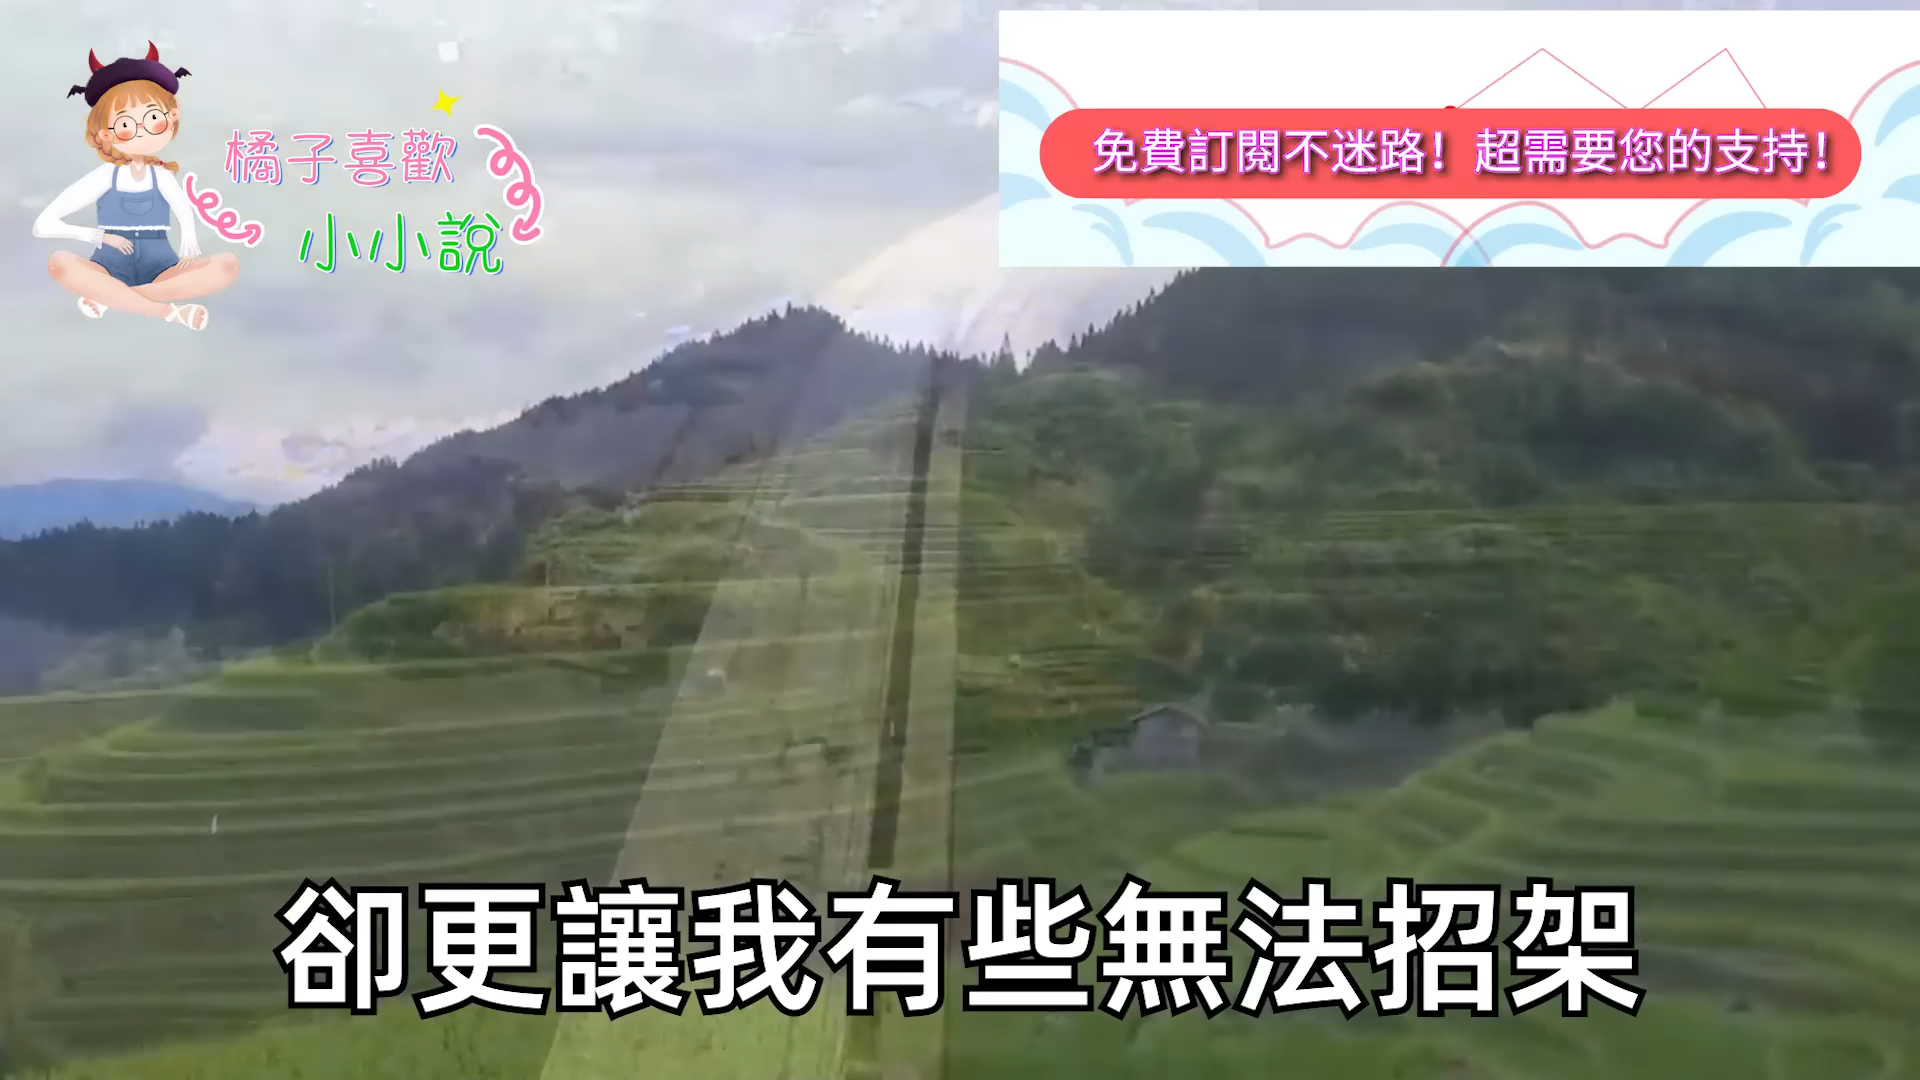 橘子喜歡
小小說
免費訂閱不迷路！超需要您的支持！
卻更讓我有些無法招架